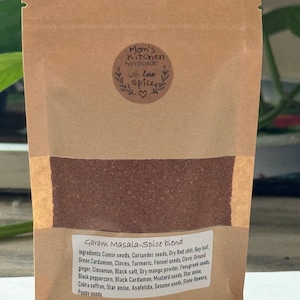 Mom's
Kitchen
handmade
with love
spices
Garam Masala-Spice blend
Ingredients: Cumin seeds, Coriander seeds, Dry Red chili, Bay leaf,
Green Cardamom, Cloves, Turmeric, Fennel seeds, Clove, Ground
ginger, Cinnamon, Black salt, Dry mango powder, Fenugreek seeds,
Black peppercorn, Black Cardamom, Mustard seeds, Star anise,
Cobra saffron, Star anise, Asafetida, Sesame seeds, Stone flowers,
Poppy seeds